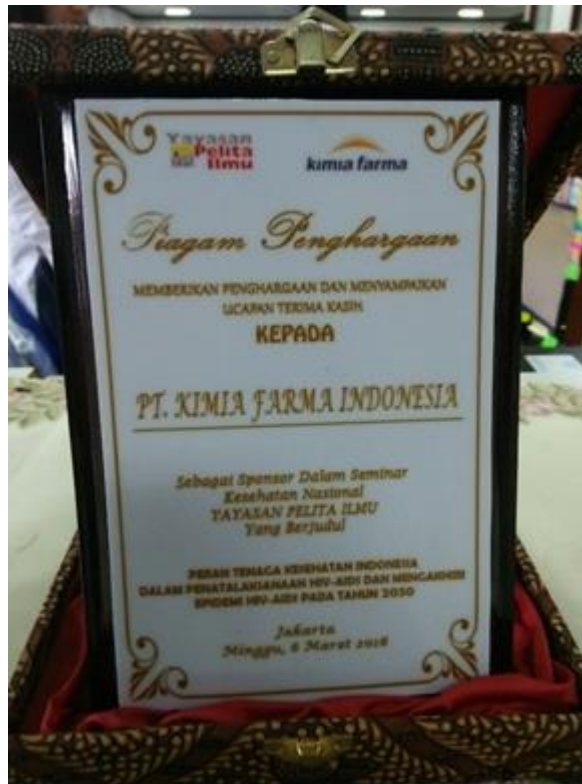 Yayasan
Pelita
Ilmu
kimia farma
Piagam Penghargaan
MEMBERIKAN PENGHARGAAN DAN MENYAMPAIKAN
UCAPAN TERIMA KASIH
KEPADA
PT. KIMIA FARMA INDONESIA
Sebagai Sponsor Dalam Seminar
Kesehatan Nasional
YAYASAN PELITA ILMU
Yang Berjudul
PERAN TENAGA KESEHATAN INDONESIA
DALAM PENATALAKSANAAN HIV-AIDS DAN MENGAKHIRI
EPIDEMI HIV-AIDS PADA TAHUN 2030
Jakarta
Minggu, 6 Maret